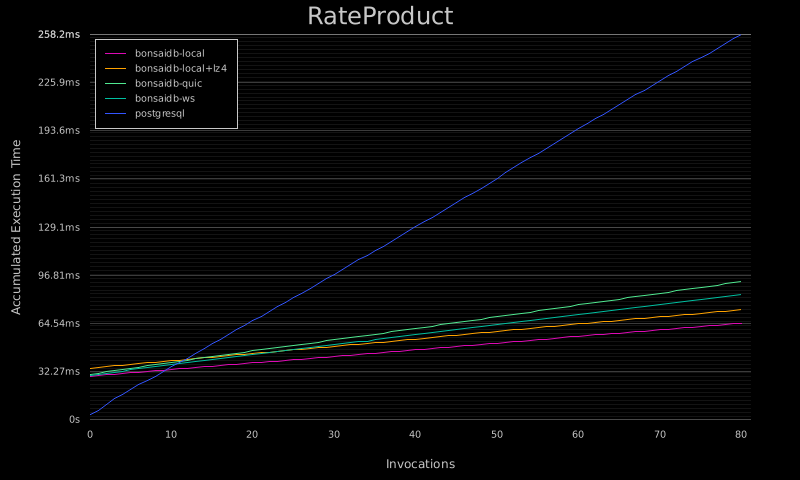 RateProduct
258.2ms
225.9ms
193.6ms
161.3ms
129.1ms
96.81ms
64.54ms
32.27ms
0s
bonsaidb-local
bonsaidb-local+lz4
bonsaidb-quic
bonsaidb-ws
postgresql
Accumulated Execution Time
0 10 20 30 40 50 60 70 80
Invocations